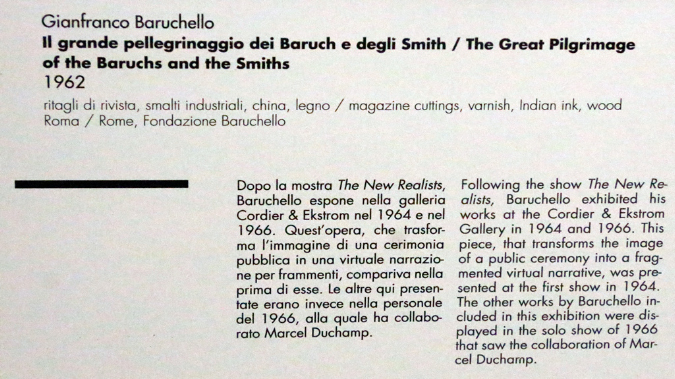 Gianfranco Baruchello
Il grande pellegrinaggio dei Baruch e degli Smith / The Great Pilgrimage
of the Baruchs and the Smiths
1962
ritagli di rivista, smalti industriali, china, legno / magazine cuttings, varnish, Indian ink, wood
Roma / Rome, Fondazione Baruchello
Dopo la mostra The New Realists,
Baruchello espone nella galleria
Cordier & Ekstrom nel 1964 e nel
1966. Quest'opera, che trasfor-
ma l'immagine di una cerimonia
pubblica in una virtuale narrazio-
ne per frammenti, compariva nella
prima di esse. Le altre qui presen-
tate erano invece nella personale
del 1966, alla quale ha collabo-
rato Marcel Duchamp.
Following the show The New Re-
alists, Baruchello exhibited his
works at the Cordier & Ekstrom
Gallery in 1964 and 1966. This
piece, that transforms the image
of a public ceremony into a frag-
mented virtual narrative, was pre-
sented at the first show in 1964.
The other works by Baruchello in-
cluded in this exhibition were dis-
played in the solo show of 1966
that saw the collaboration of Mar-
cel Duchamp.